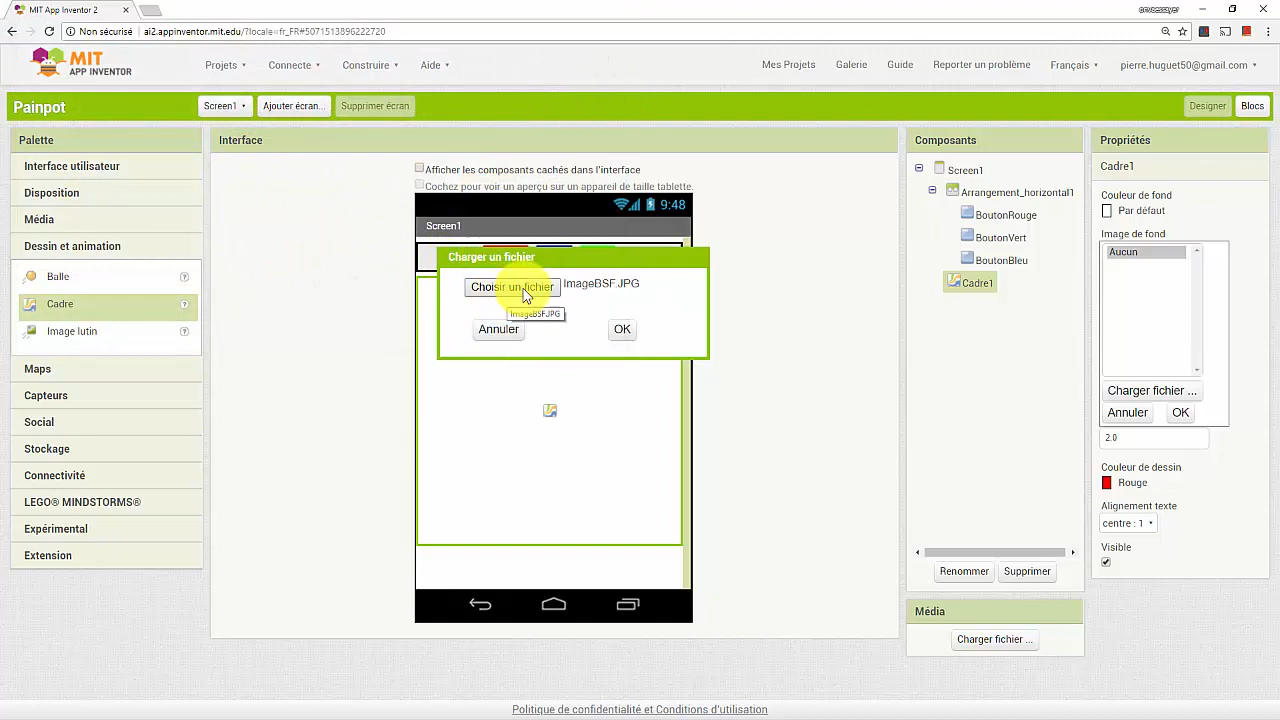 MIT App Inventor 2
Non sécurisé
ai2.appinventor.mit.edu/?locale=fr_FR#5071513896222720
MIT
APP INVENTOR
Projets
Connecte
Construire
Aide
Mes Projets
Galerie
Guide
Reporter un problème
Français
pierre.huguet50@gmail.com
Painpot
Screen1
Ajouter écran...
Supprimer écran
Designer
Blocs
Palette
Interface utilisateur
Disposition
Média
Dessin et animation
Balle
Cadre
Image lutin
Maps
Capteurs
Social
Stockage
Connectivité
LEGO® MINDSTORMS®
Expérimental
Extension
Interface
Afficher les composants cachés dans l'interface
Cochez pour voir un aperçu sur un appareil de taille tablette.
9:48
Screen1
Charger un fichier
Choisir un fichier
ImageBSF.JPG
ImageBSF.JPG
Annuler
OK
Composants
Screen1
Arrangement_horizontal1
BoutonRouge
BoutonVert
BoutonBleu
Cadre1
Renommer
Supprimer
Média
Charger fichier ...
Propriétés
Cadre1
Couleur de fond
Par défaut
Image de fond
Aucun
Charger fichier ...
Annuler
OK
2.0
Couleur de dessin
Rouge
Alignement texte
centre : 1
Visible
Politique de confidentialité et Conditions d'utilisation